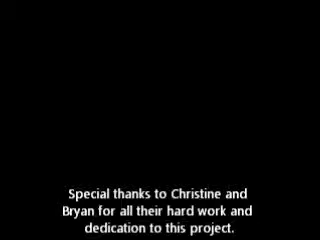 Special thanks to Christine and
Bryan for all their hard work and
dedication to this project.